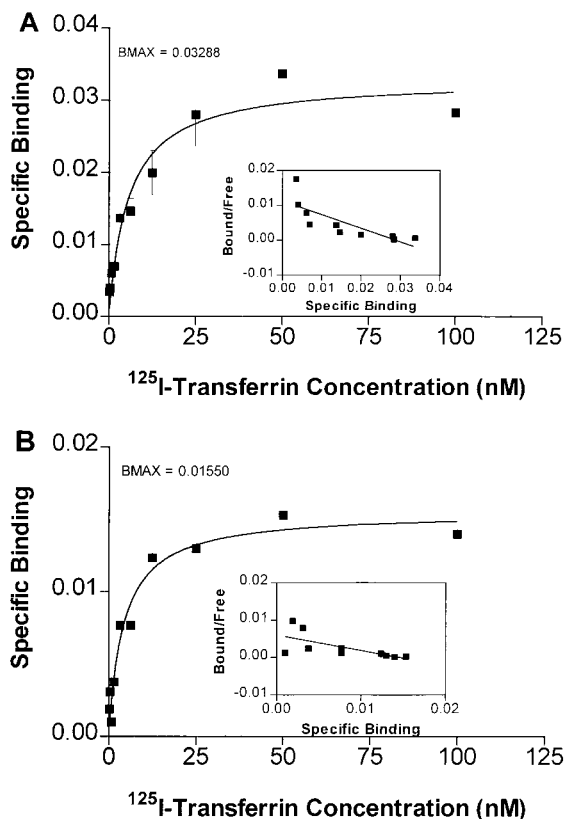 A
BMAX = 0.03288
Specific Binding
0.04
0.03
0.02
0.01
0.00
0 25 50 75 100 125
¹²⁵I-Transferrin Concentration (nM)
Bound/Free
0.02
0.01
0.00
-0.01
0.00 0.01 0.02 0.03 0.04
Specific Binding
B
BMAX = 0.01550
Specific Binding
0.02
0.01
0.00
0 25 50 75 100 125
¹²⁵I-Transferrin Concentration (nM)
Bound/Free
0.02
0.01
0.00
-0.01
0.00 0.01 0.02
Specific Binding